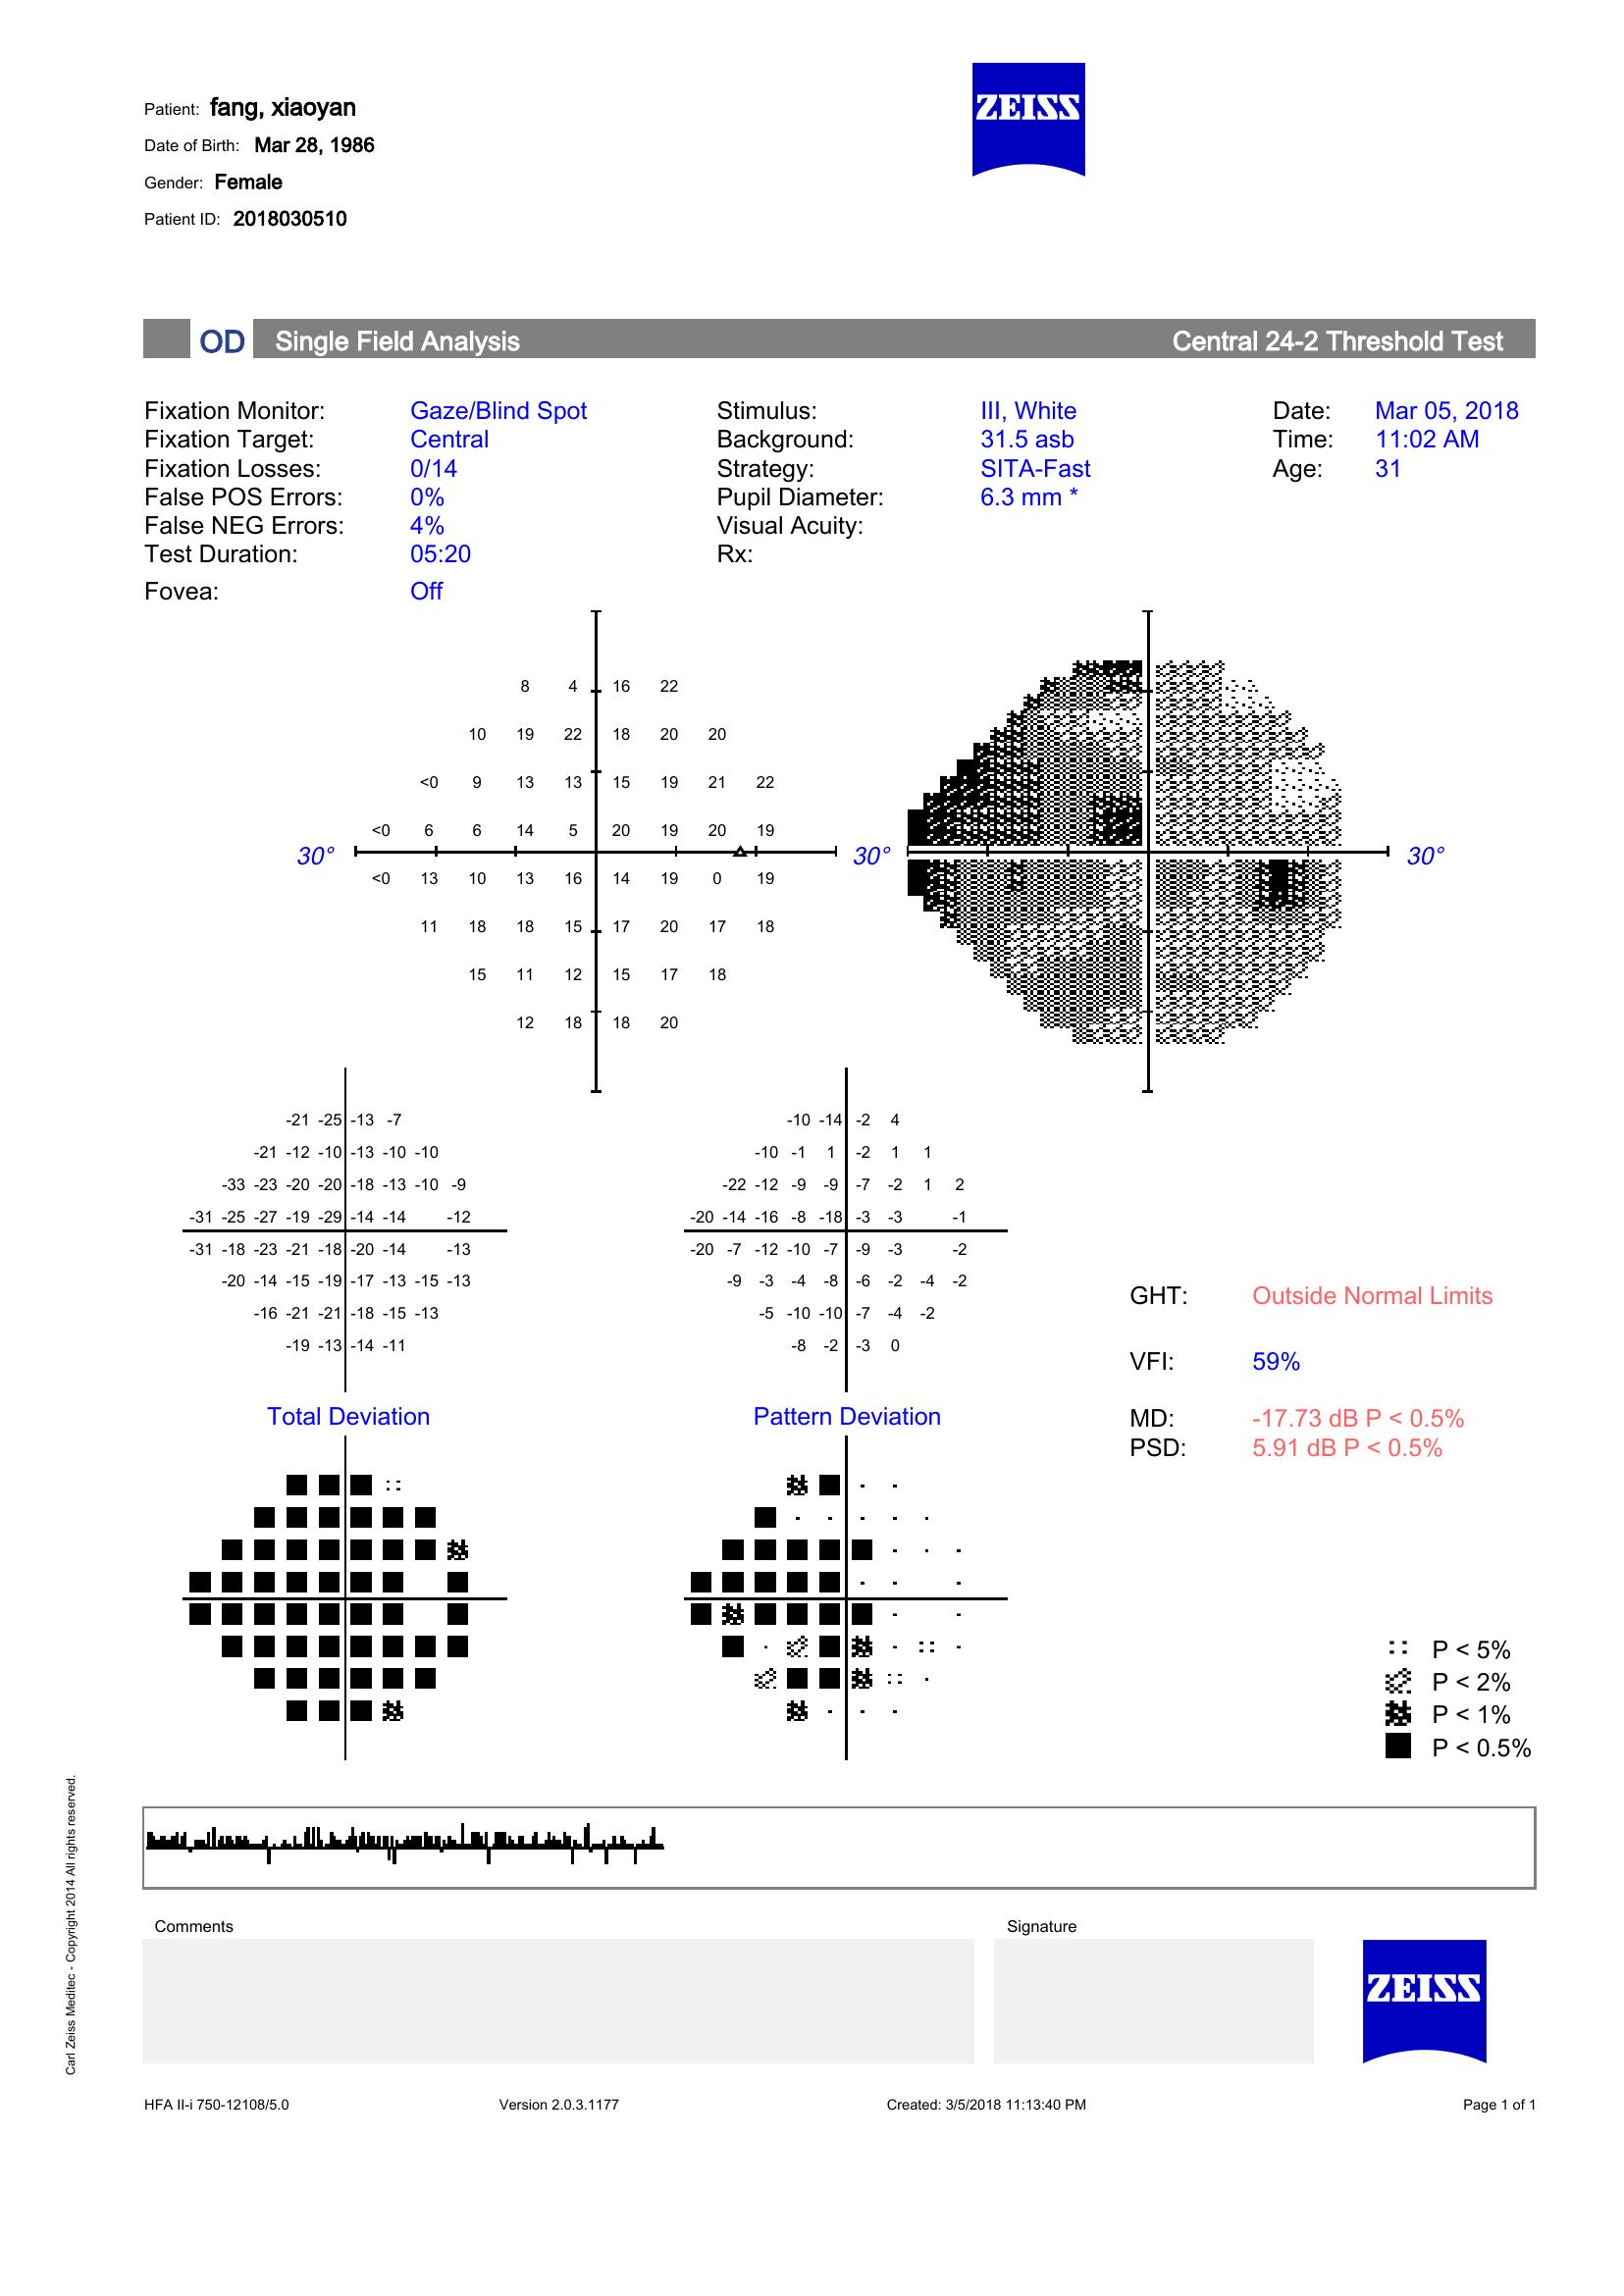 ZEISS
Patient: fang, xiaoyan
Date of Birth: Mar 28, 1986
Gender: Female
Patient ID: 2018030510
OD Single Field Analysis Central 24-2 Threshold Test
Fixation Monitor: Gaze/Blind Spot Stimulus: III, White Date: Mar 05, 2018
Fixation Target: Central Background: 31.5 asb Time: 11:02 AM
Fixation Losses: 0/14 Strategy: SITA-Fast Age: 31
False POS Errors: 0% Pupil Diameter: 6.3 mm *
False NEG Errors: 4% Visual Acuity:
Test Duration: 05:20 Rx:
Fovea: Off
8 4 16 22
10 19 22 18 20 20
<0 9 13 13 15 19 21 22
<0 6 6 14 5 20 19 20 19
30° 30° 30°
<0 13 10 13 16 14 19 0 19
11 18 18 15 17 20 17 18
15 11 12 15 17 18
12 18 18 20
-21 -25 -13 -7 -10 -14 -2 4
-21 -12 -10 -13 -10 -10 -10 -1 1 -2 1 1
-33 -23 -20 -20 -18 -13 -10 -9 -22 -12 -9 -9 -7 -2 1 2
-31 -25 -27 -19 -29 -14 -14 -12 -20 -14 -16 -8 -18 -3 -3 -1
-31 -18 -23 -21 -18 -20 -14 -13 -20 -7 -12 -10 -7 -9 -3 -2
-20 -14 -15 -19 -17 -13 -15 -13 -9 -3 -4 -8 -6 -2 -4 -2
GHT: Outside Normal Limits
-16 -21 -21 -18 -15 -13 -5 -10 -10 -7 -4 -2
-19 -13 -14 -11 -8 -2 -3 0
VFI: 59%
Total Deviation Pattern Deviation
MD: -17.73 dB P < 0.5%
PSD: 5.91 dB P < 0.5%
P < 5%
P < 2%
P < 1%
P < 0.5%
Carl Zeiss Meditec - Copyright 2014 All rights reserved.
Comments Signature
ZEISS
HFA II-i 750-12108/5.0 Version 2.0.3.1177 Created: 3/5/2018 11:13:40 PM Page 1 of 1